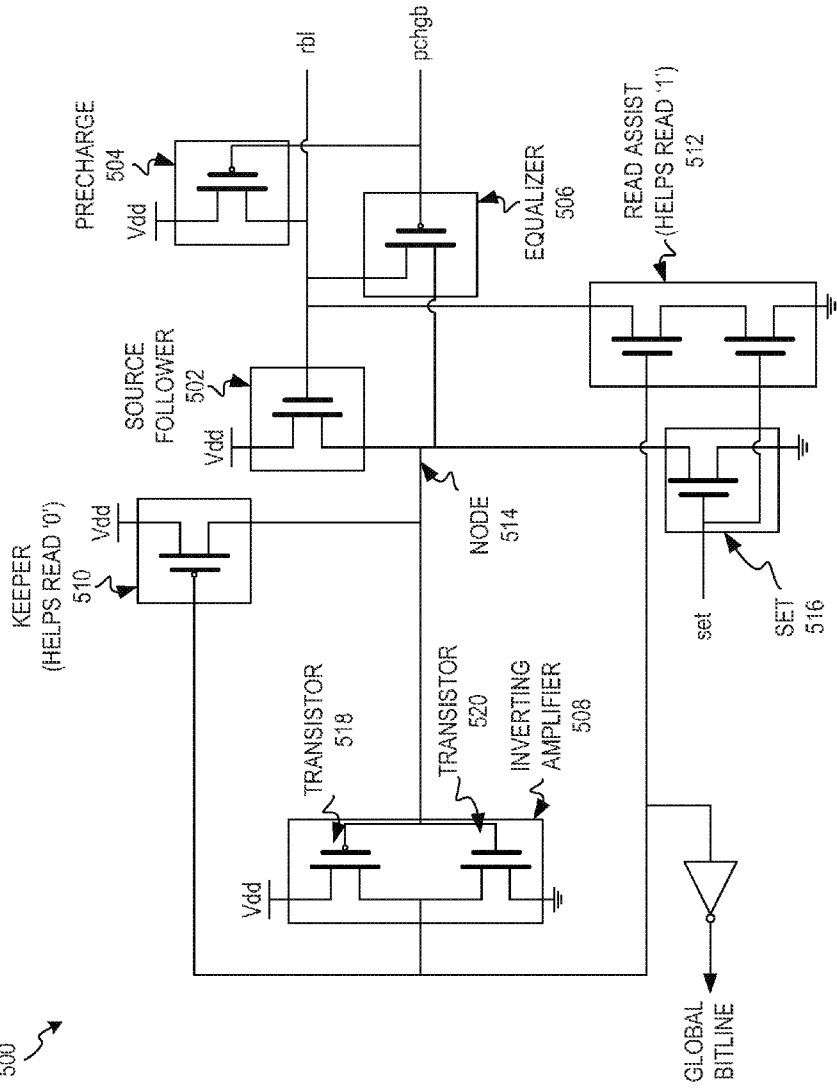 500
KEEPER
(HELPS READ '0')
510
Vdd
SOURCE
FOLLOWER
502
Vdd
PRECHARGE
504
Vdd
rbl
pchgb
EQUALIZER
506
NODE
514
TRANSISTOR
518
TRANSISTOR
520
INVERTING
AMPLIFIER
508
Vdd
READ ASSIST
(HELPS READ '1')
512
set
SET
516
GLOBAL
BITLINE